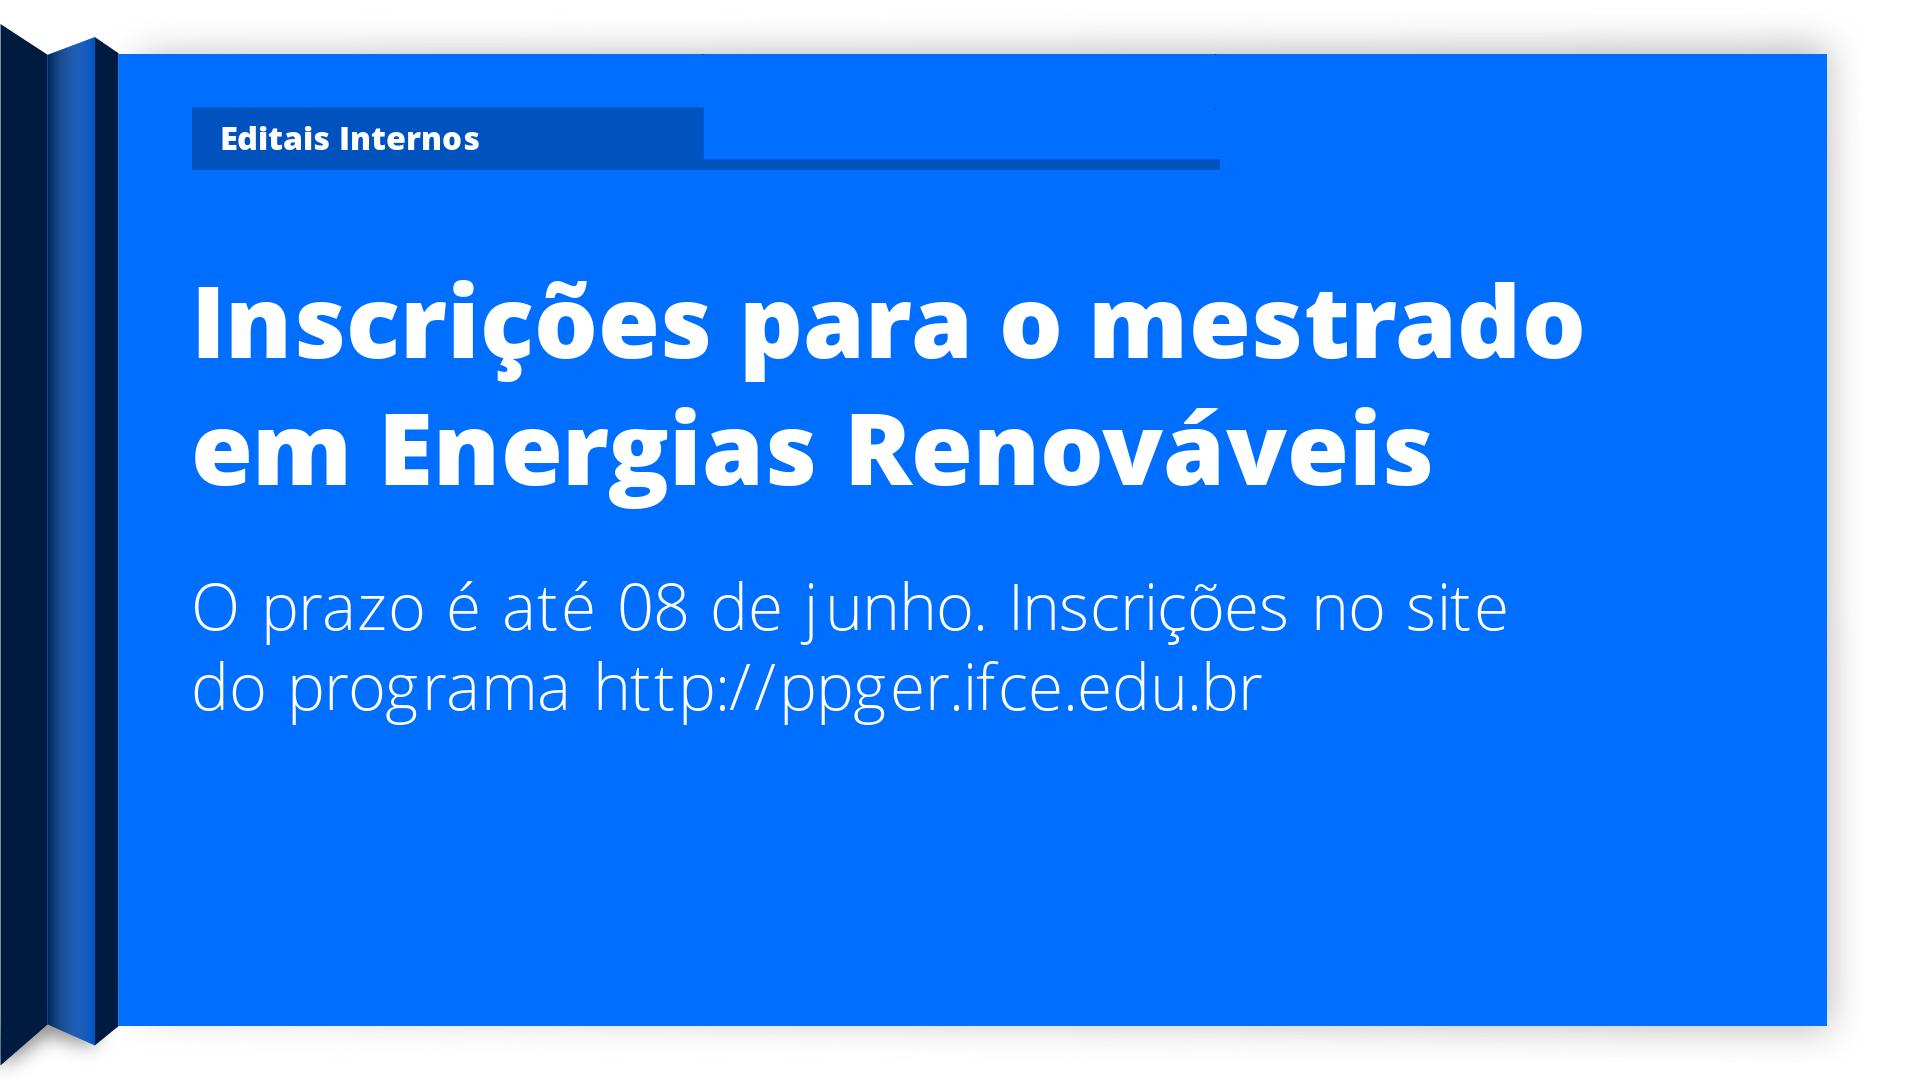 Editais Internos
Inscrições para o mestrado
em Energias Renováveis
O prazo é até 08 de junho. Inscrições no site
do programa http://ppger.ifce.edu.br